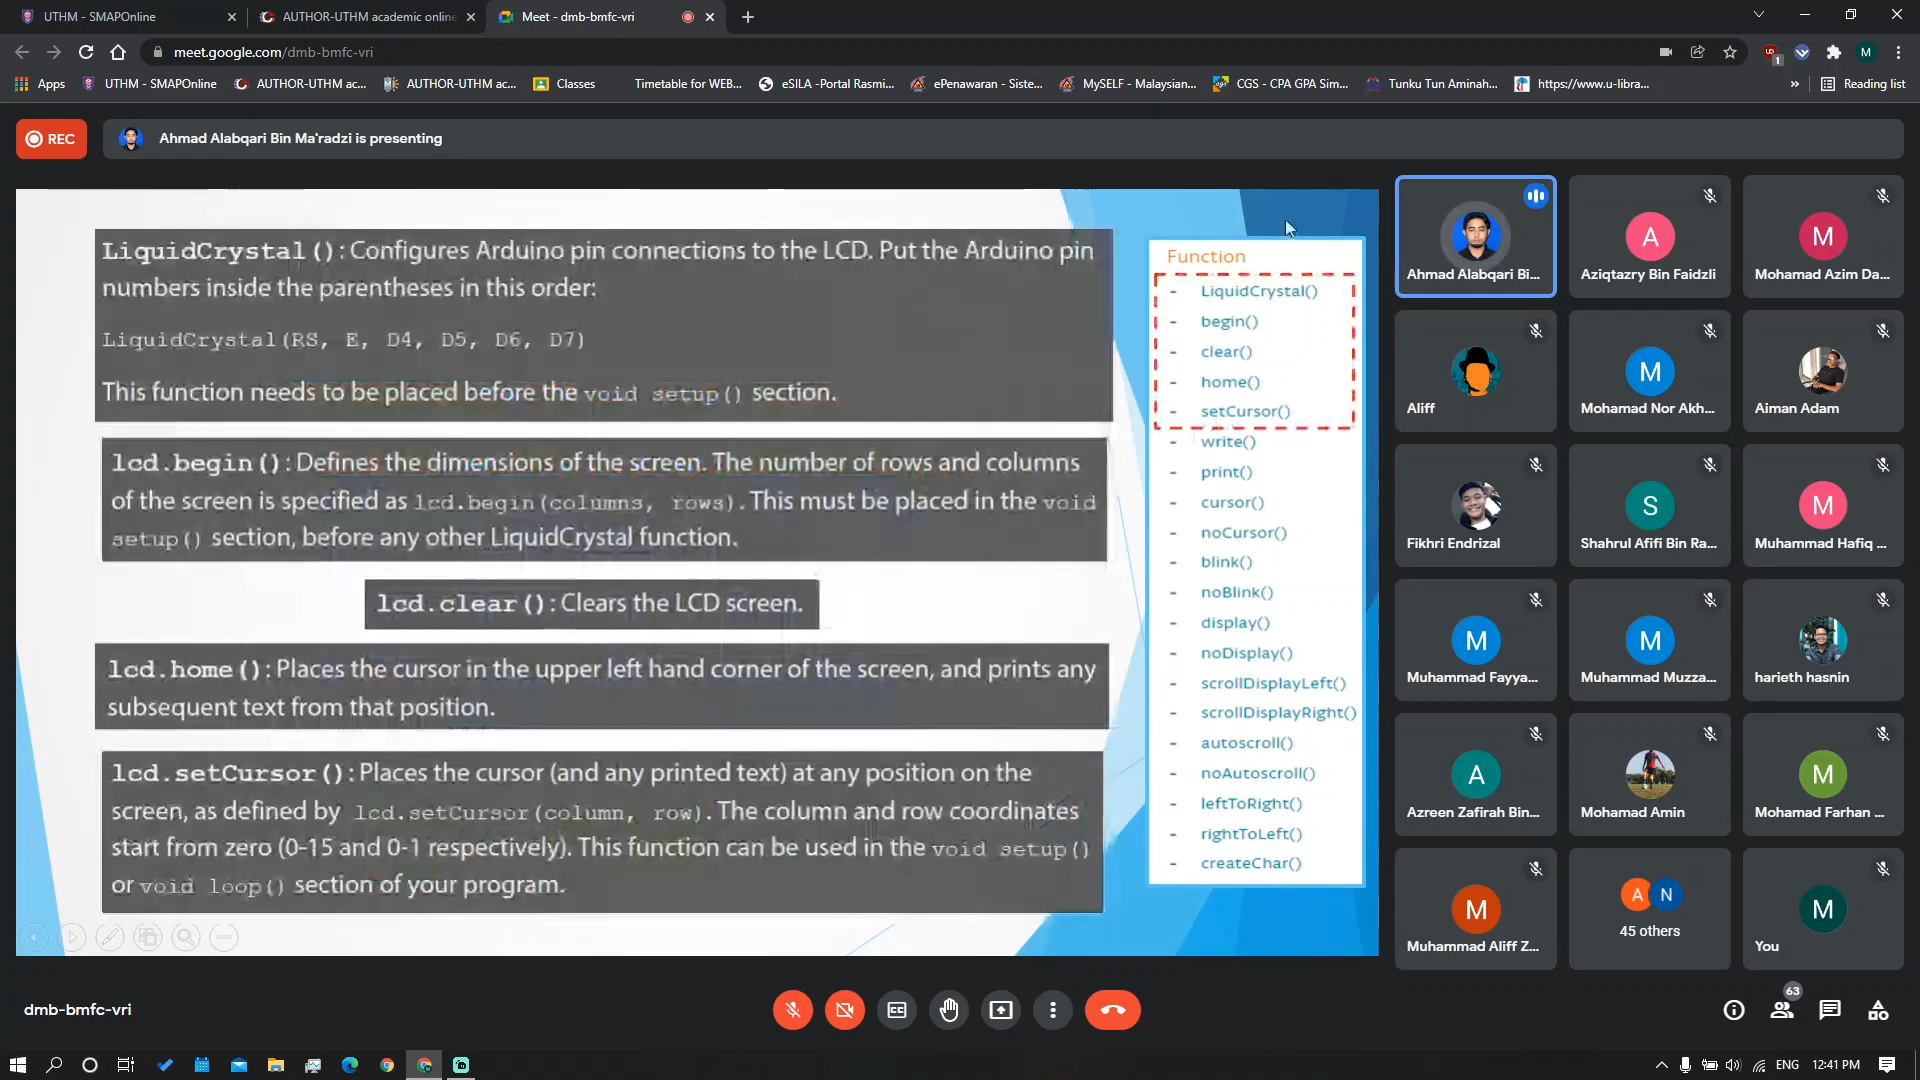 UTHM - SMAPOnline
AUTHOR-UTHM academic online
Meet - dmb-bmfc-vri
meet.google.com/dmb-bmfc-vri
M
1
Apps
UTHM - SMAPOnline
AUTHOR-UTHM ac...
AUTHOR-UTHM ac...
Classes
Timetable for WEB...
eSILA -Portal Rasmi...
ePenawaran - Siste...
MySELF - Malaysian...
CGS - CPA GPA Sim...
Tunku Tun Aminah...
https://www.u-libra...
Reading list
REC
Ahmad Alabqari Bin Ma'radzi is presenting
LiquidCrystal(): Configures Arduino pin connections to the LCD. Put the Arduino pin
numbers inside the parentheses in this order:
LiquidCrystal(RS, E, D4, D5, D6, D7)
This function needs to be placed before the void setup() section.
lcd.begin(): Defines the dimensions of the screen. The number of rows and columns
of the screen is specified as lcd.begin(columns, rows). This must be placed in the void
setup() section, before any other LiquidCrystal function.
lcd.clear(): Clears the LCD screen.
lcd.home(): Places the cursor in the upper left hand corner of the screen, and prints any
subsequent text from that position.
lcd.setCursor(): Places the cursor (and any printed text) at any position on the
screen, as defined by lcd.setCursor(column, row). The column and row coordinates
start from zero (0-15 and 0-1 respectively). This function can be used in the void setup()
or void loop() section of your program.
Function
- LiquidCrystal()
- begin()
- clear()
- home()
- setCursor()
- write()
- print()
- cursor()
- noCursor()
- blink()
- noBlink()
- display()
- noDisplay()
- scrollDisplayLeft()
- scrollDisplayRight()
- autoscroll()
- noAutoscroll()
- leftToRight()
- rightToLeft()
- createChar()
Ahmad Alabqari Bi...
A
Aziqtazry Bin Faidzli
M
Mohamad Azim Da...
Aliff
M
Mohamad Nor Akh...
Aiman Adam
Fikhri Endrizal
S
Shahrul Afifi Bin Ra...
M
Muhammad Hafiq ...
M
Muhammad Fayya...
M
Muhammad Muzza...
harieth hasnin
A
Azreen Zafirah Bin...
Mohamad Amin
M
Mohamad Farhan ...
M
Muhammad Aliff Z...
A N
45 others
M
You
dmb-bmfc-vri
63
ENG
12:41 PM